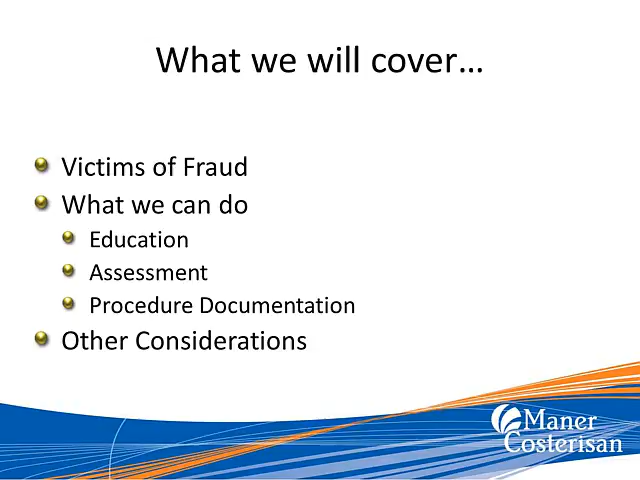 What we will cover…
Victims of Fraud
What we can do
Education
Assessment
Procedure Documentation
Other Considerations
Maner
Costerisan